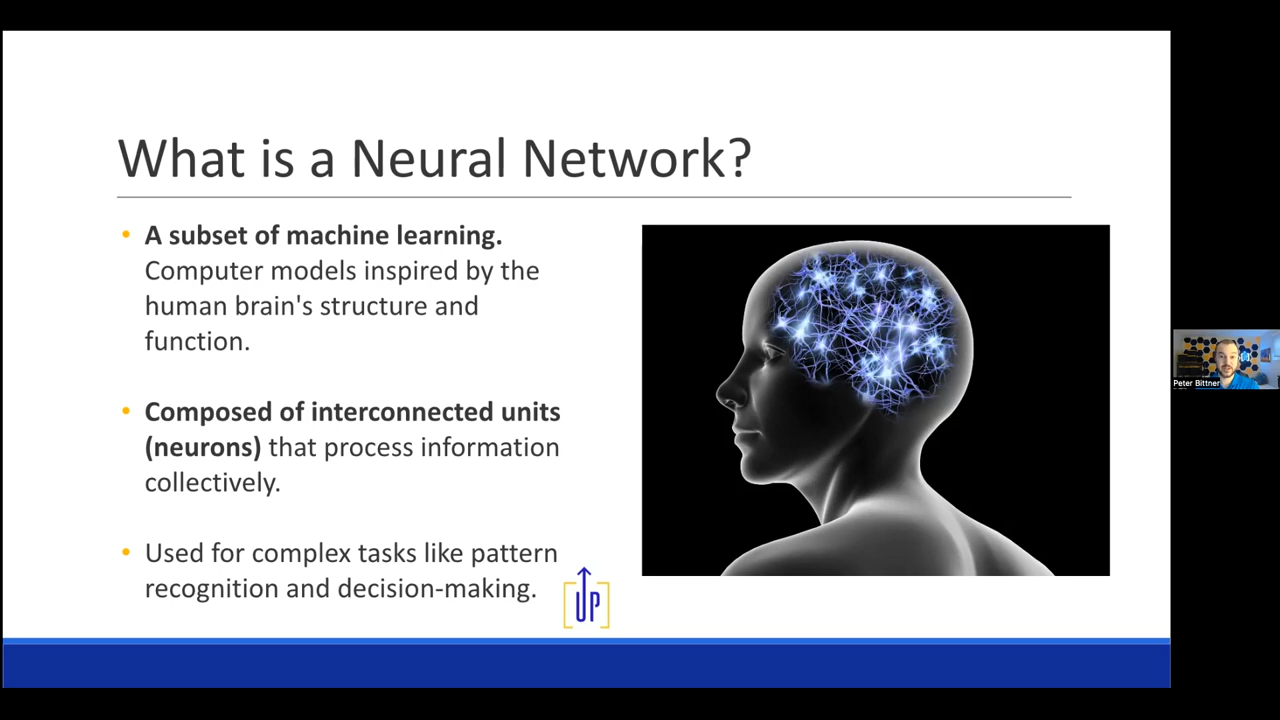 What is a Neural Network?
• A subset of machine learning.
Computer models inspired by the
human brain's structure and
function.
• Composed of interconnected units
(neurons) that process information
collectively.
• Used for complex tasks like pattern
recognition and decision-making.
UP
Peter Bittner